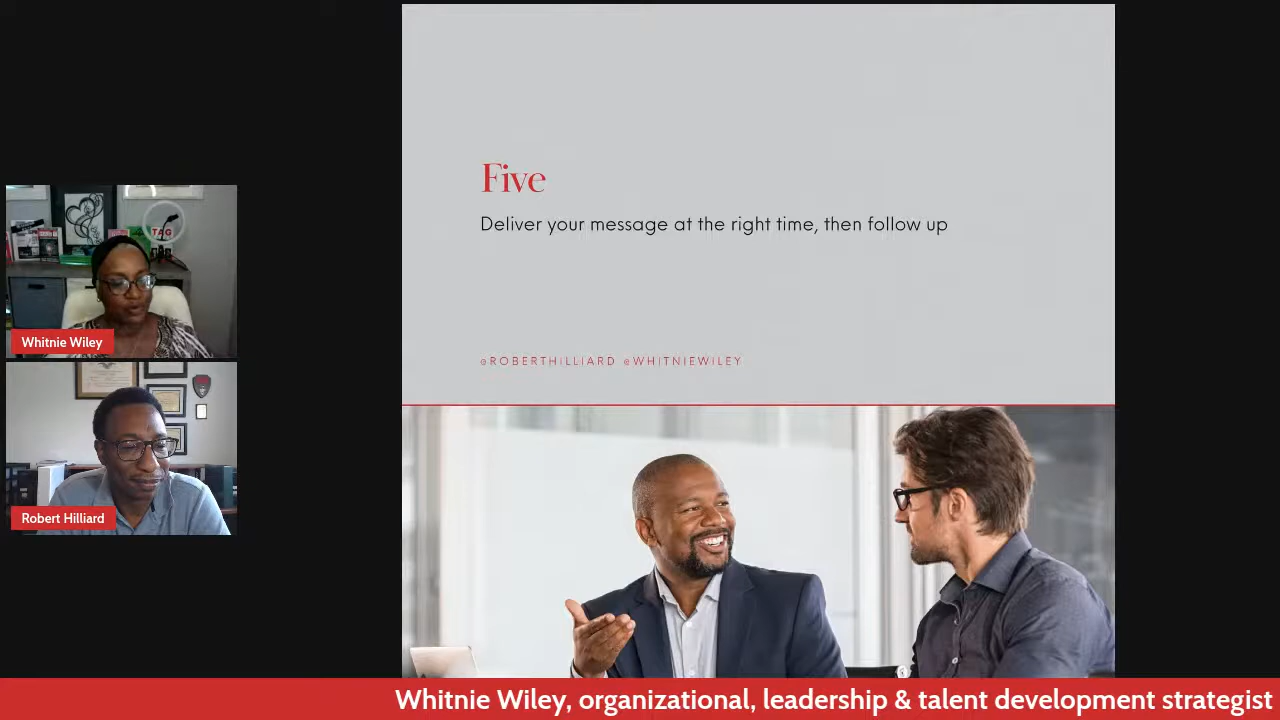 Five
Deliver your message at the right time, then follow up
@ROBERTHILLIARD @WHITNIEWILEY
TAG
Whitnie Wiley
Robert Hilliard
Whitnie Wiley, organizational, leadership & talent development strategist